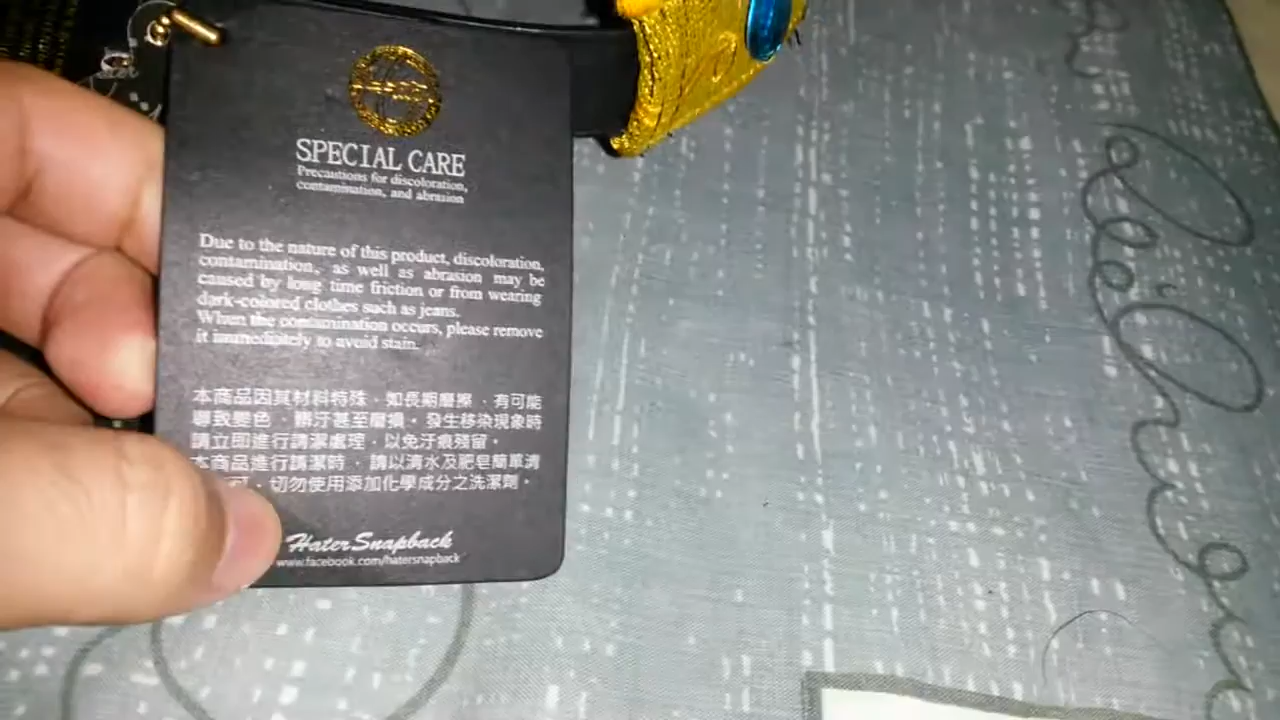 SPECIAL CARE
Precautions for discoloration,
contamination, and abrasion
Due to the nature of this product, discoloration,
contamination, as well as abrasion may be
caused by long time friction or from wearing
dark-colored clothes such as jeans.
When the contamination occurs, please remove
it immediately to avoid stain.
本商品因其材料特殊,如長期磨擦,有可能
導致變色,髒汙甚至磨損。發生移染現象時
請立即進行清潔處理,以免汙痕殘留。
本商品進行清潔時,請以清水及肥皂簡單清
可,切勿使用添加化學成分之洗潔劑。
HaterSnapback
www.facebook.com/hatersnapback